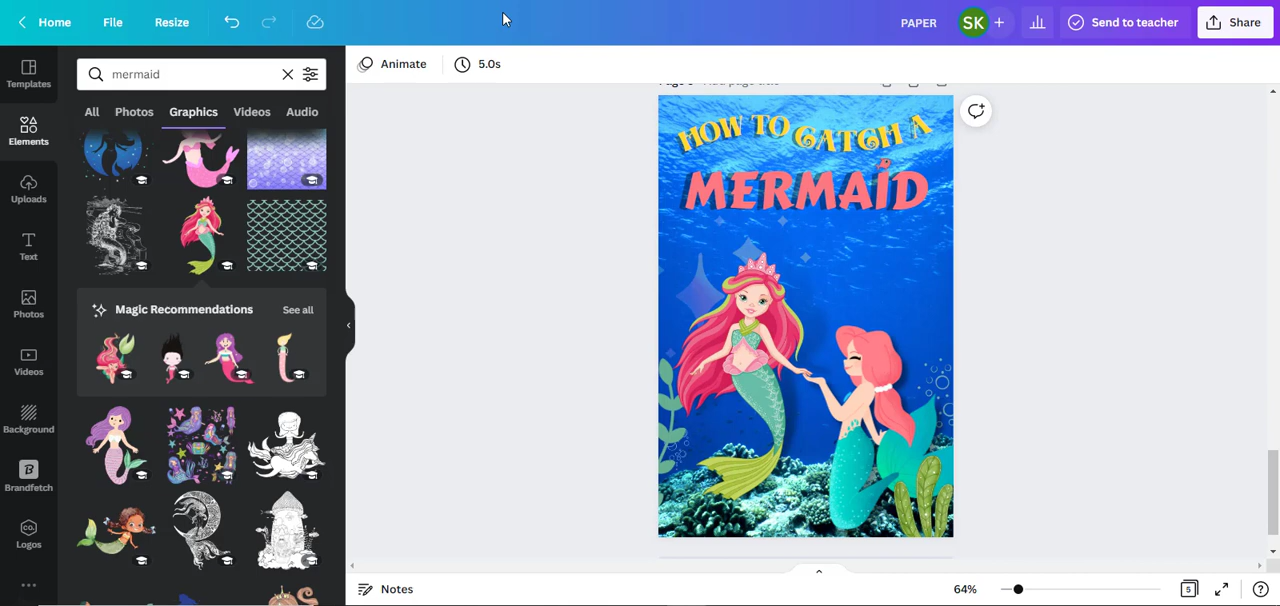 Home File Resize PAPER SK + Send to teacher Share
Templates
mermaid
Animate 5.0s
Elements
All Photos Graphics Videos Audio
Uploads
Text
Photos
Videos
Background
Brandfetch
Logos
Magic Recommendations See all
HOW TO CATCH A
MERMAID
Notes 64% 5 ?